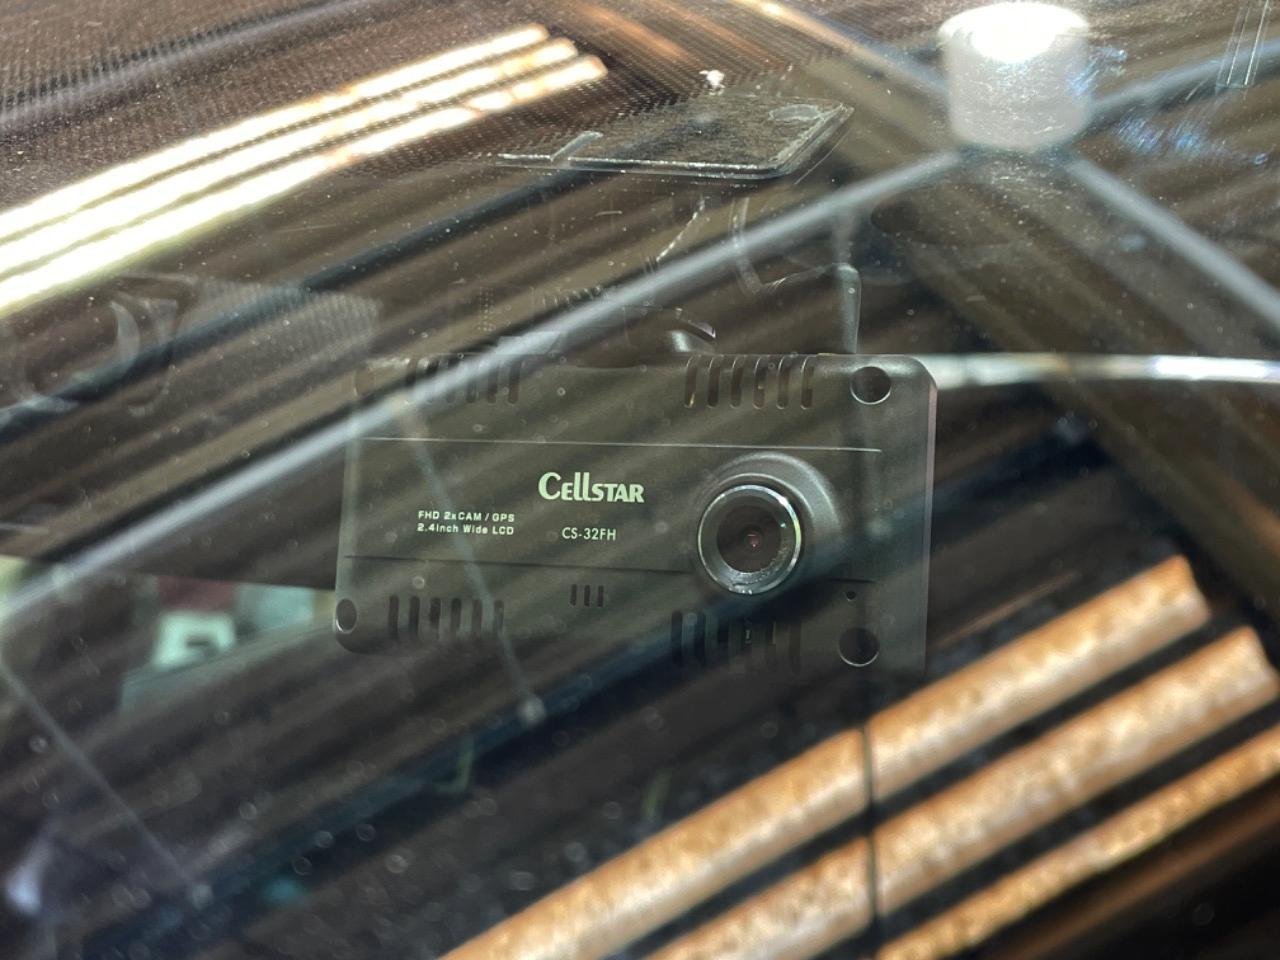 CELLSTAR
FHD 2xCAM / GPS
2.4inch Wide LCD
CS-32FH